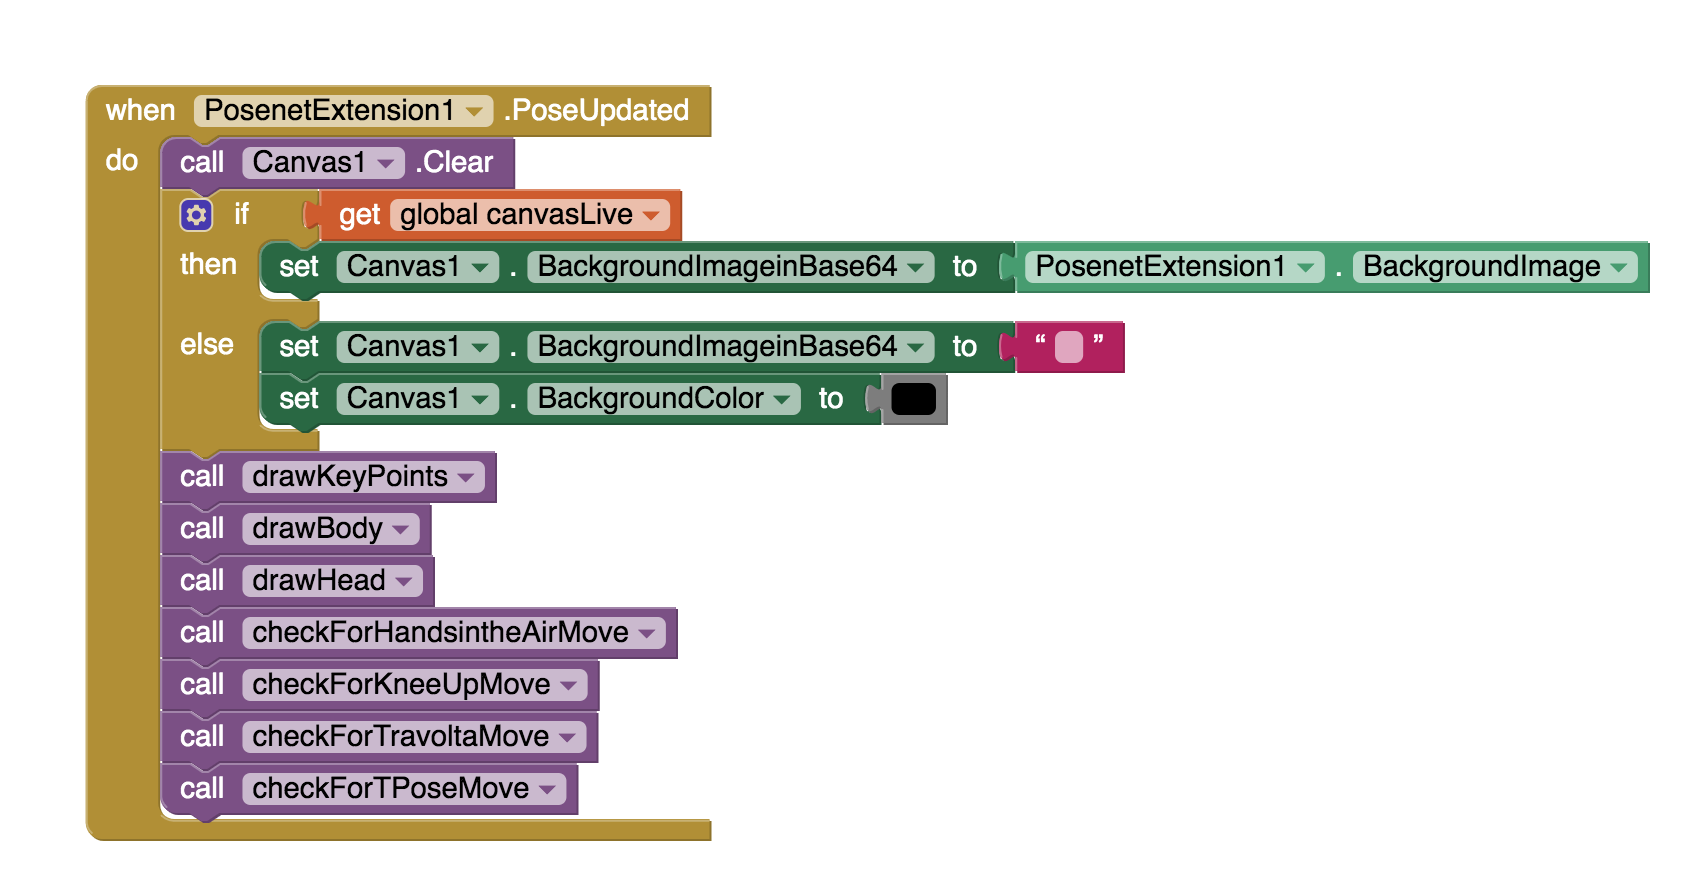 when PosenetExtension1 .PoseUpdated
do call Canvas1 .Clear
if get global canvasLive
then set Canvas1 . BackgroundImageinBase64 to PosenetExtension1 . BackgroundImage
else set Canvas1 . BackgroundImageinBase64 to “ ”
set Canvas1 . BackgroundColor to
call drawKeyPoints
call drawBody
call drawHead
call checkForHandsintheAirMove
call checkForKneeUpMove
call checkForTravoltaMove
call checkForTPoseMove